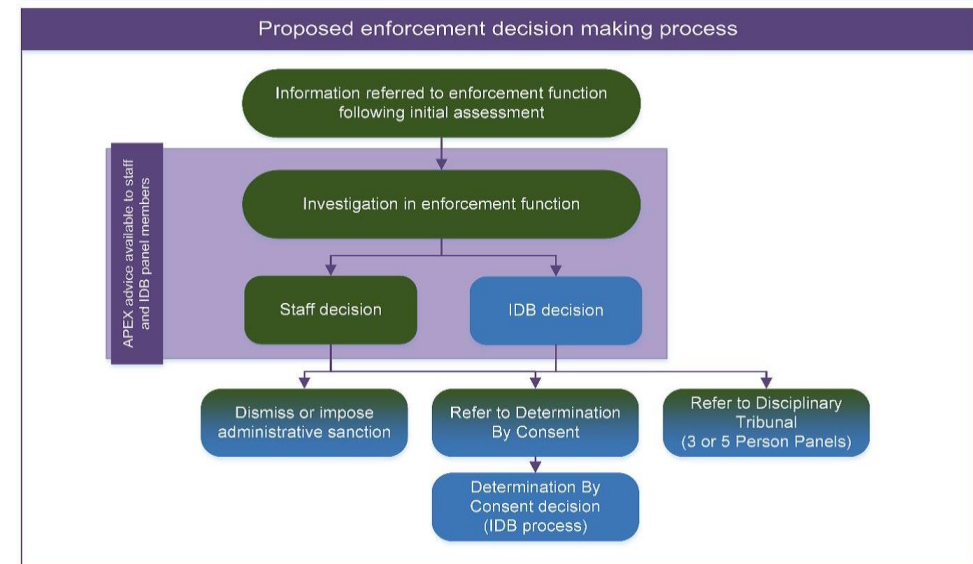 Proposed enforcement decision making process
Information referred to enforcement function
following initial assessment
APEX advice available to staff
and IDB panel members
Investigation in enforcement function
Staff decision
IDB decision
Dismiss or impose
administrative sanction
Refer to Determination
By Consent
Refer to Disciplinary
Tribunal
(3 or 5 Person Panels)
Determination By
Consent decision
(IDB process)